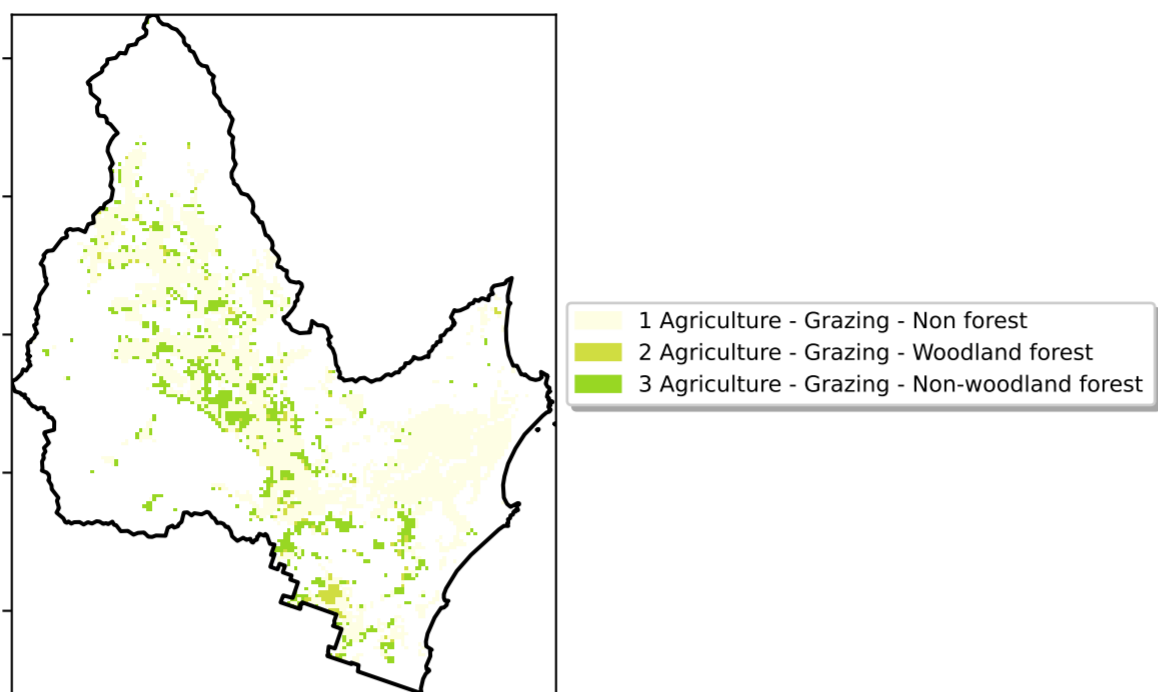 1 Agriculture - Grazing - Non forest
2 Agriculture - Grazing - Woodland forest
3 Agriculture - Grazing - Non-woodland forest